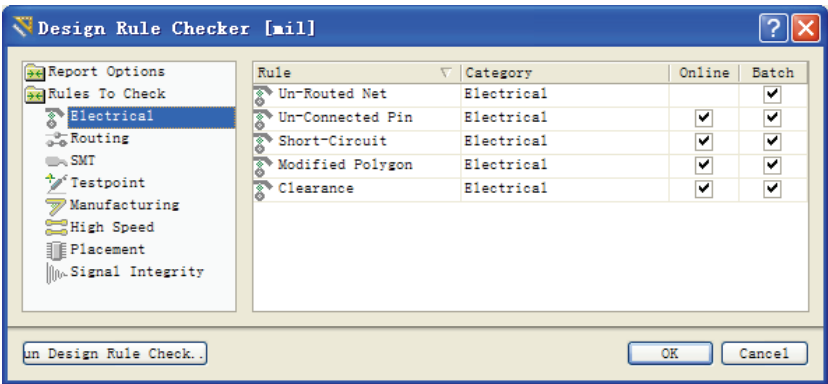 Design Rule Checker [mil]
Report Options
Rules To Check
Electrical
Routing
SMT
Testpoint
Manufacturing
High Speed
Placement
Signal Integrity
Rule Category Online Batch
Un-Routed Net Electrical
Un-Connected Pin Electrical
Short-Circuit Electrical
Modified Polygon Electrical
Clearance Electrical
un Design Rule Check.. OK Cancel